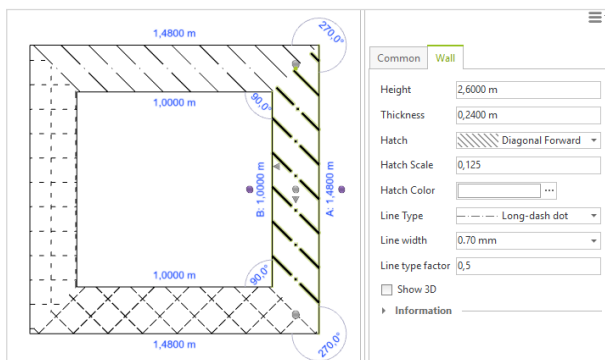 270,0°
1,4800 m
1,0000 m
90,0°
B: 1,0000 m
A: 1,4800 m
1,0000 m
90,0°
1,4800 m
270,0°
Common
Wall
Height 2,6000 m
Thickness 0,2400 m
Hatch Diagonal Forward
Hatch Scale 0,125
Hatch Color ...
Line Type Long-dash dot
Line width 0.70 mm
Line type factor 0,5
Show 3D
Information